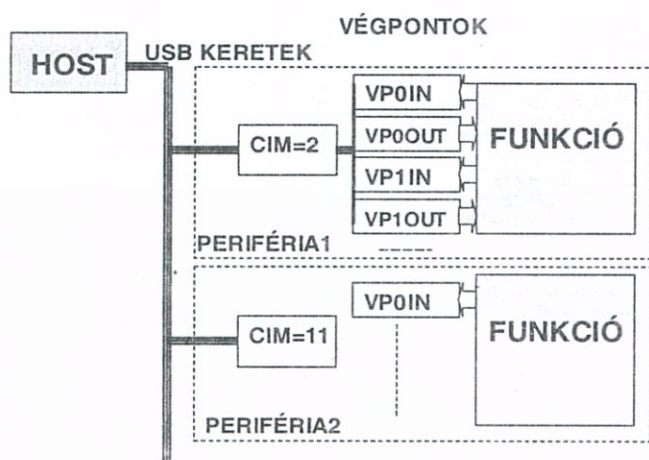 VÉGPONTOK
HOST
USB KERETEK
VP0IN
CIM=2
VP0OUT
FUNKCIÓ
VP1IN
VP1OUT
PERIFÉRIA1
VP0IN
CIM=11
FUNKCIÓ
PERIFÉRIA2